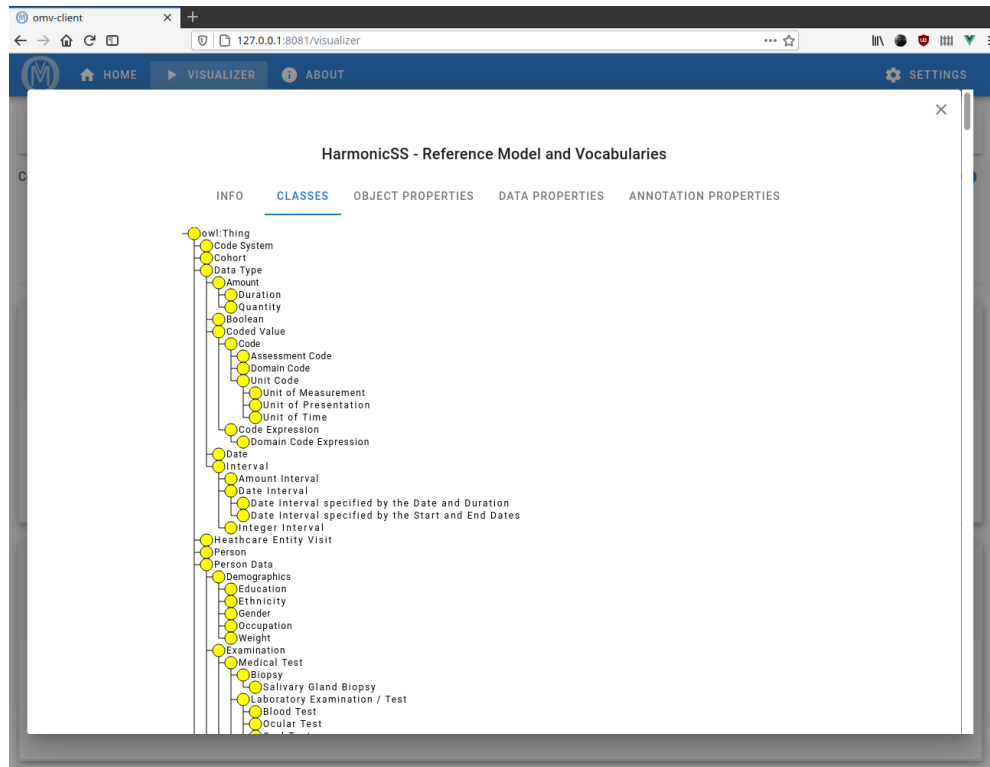 omv-client
127.0.0.1:8081/visualizer
HOME
VISUALIZER
ABOUT
SETTINGS
HarmonicSS - Reference Model and Vocabularies
INFO
CLASSES
OBJECT PROPERTIES
DATA PROPERTIES
ANNOTATION PROPERTIES
owl:Thing
Code System
Cohort
Data Type
Amount
Duration
Quantity
Boolean
Coded Value
Code
Assessment Code
Domain Code
Unit Code
Unit of Measurement
Unit of Presentation
Unit of Time
Code Expression
Domain Code Expression
Date
Interval
Amount Interval
Date Interval
Date Interval specified by the Date and Duration
Date Interval specified by the Start and End Dates
Integer Interval
Heathcare Entity Visit
Person
Person Data
Demographics
Education
Ethnicity
Gender
Occupation
Weight
Examination
Medical Test
Biopsy
Salivary Gland Biopsy
Laboratory Examination / Test
Blood Test
Ocular Test